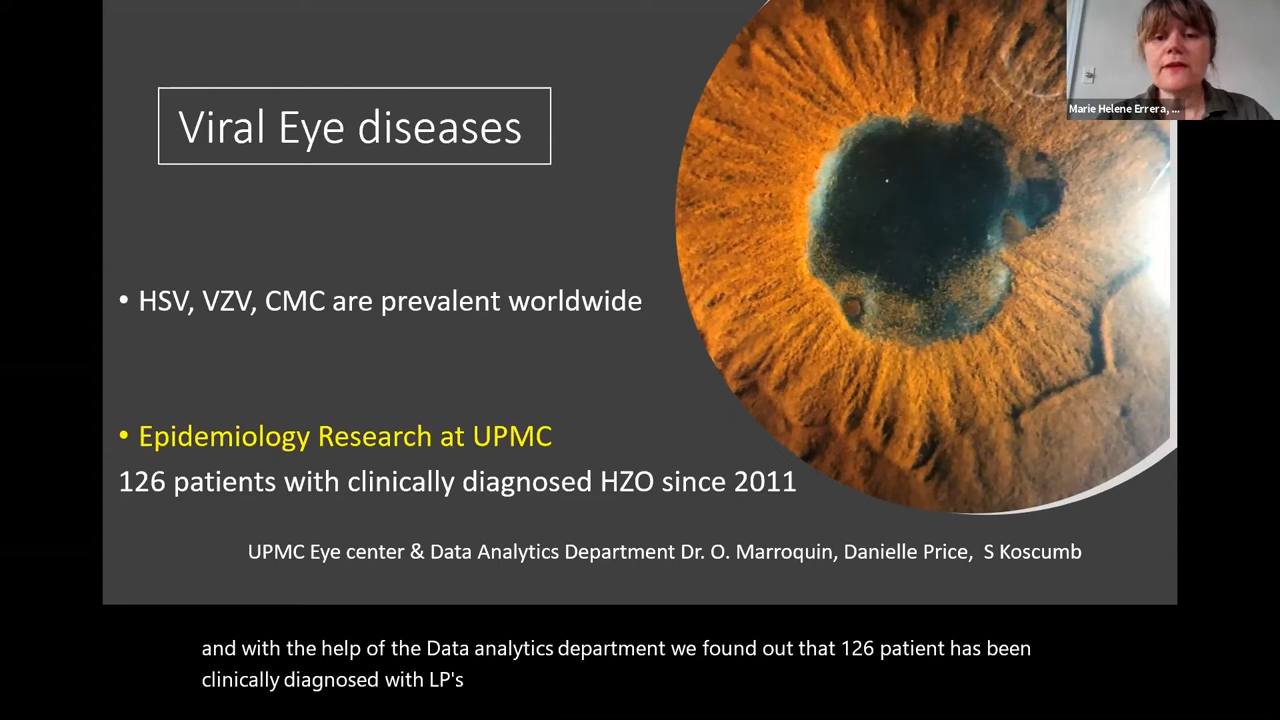 Viral Eye diseases
Marie Helene Errera, ...
• HSV, VZV, CMC are prevalent worldwide
• Epidemiology Research at UPMC
126 patients with clinically diagnosed HZO since 2011
UPMC Eye center & Data Analytics Department Dr. O. Marroquin, Danielle Price, S Koscumb
and with the help of the Data analytics department we found out that 126 patient has been
clinically diagnosed with LP's